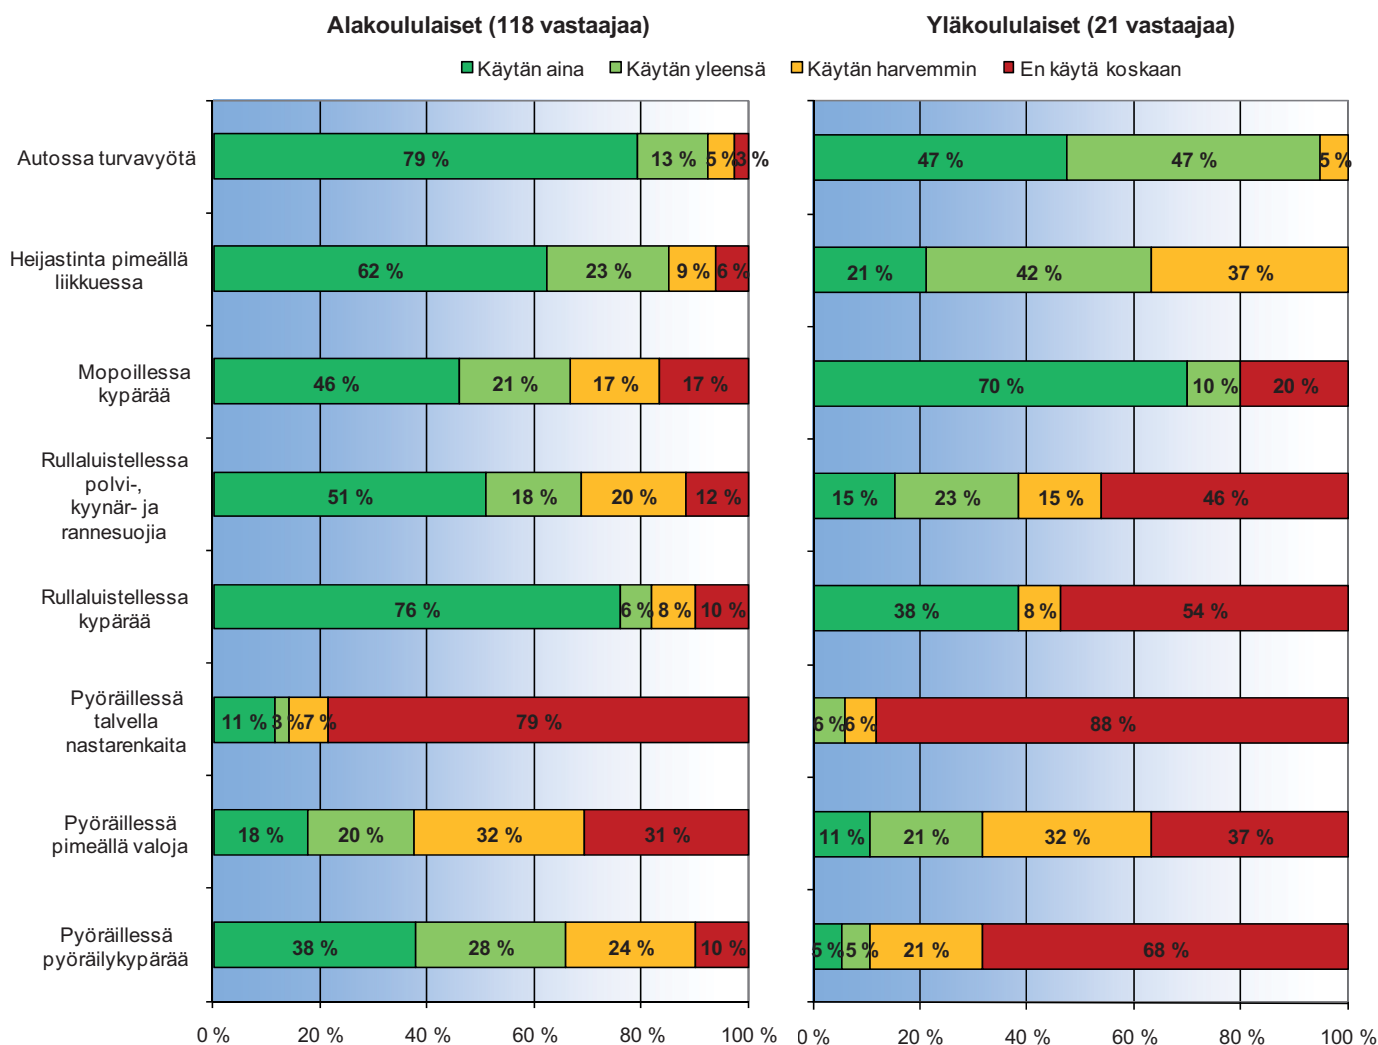 Alakoululaiset (118 vastaajaa)
Yläkoululaiset (21 vastaajaa)
Käytän aina
Käytän yleensä
Käytän harvemmin
En käytä koskaan
Autossa turvavyötä
79 %
13 %
5 %
3 %
47 %
47 %
5 %
Heijastinta pimeällä
liikkuessa
62 %
23 %
9 %
6 %
21 %
42 %
37 %
Mopoillessa
kypärää
46 %
21 %
17 %
17 %
70 %
10 %
20 %
Rullaluistellessa
polvi-,
kyynär- ja
rannesuojia
51 %
18 %
20 %
12 %
15 %
23 %
15 %
46 %
Rullaluistellessa
kypärää
76 %
6 %
8 %
10 %
38 %
8 %
54 %
Pyöräillessä
talvella
nastarenkaita
11 %
3 %
7 %
79 %
6 %
6 %
88 %
Pyöräillessä
pimeällä valoja
18 %
20 %
32 %
31 %
11 %
21 %
32 %
37 %
Pyöräillessä
pyöräilykypärää
38 %
28 %
24 %
10 %
5 %
5 %
21 %
68 %
0 %
20 %
40 %
60 %
80 %
100 %
0 %
20 %
40 %
60 %
80 %
100 %